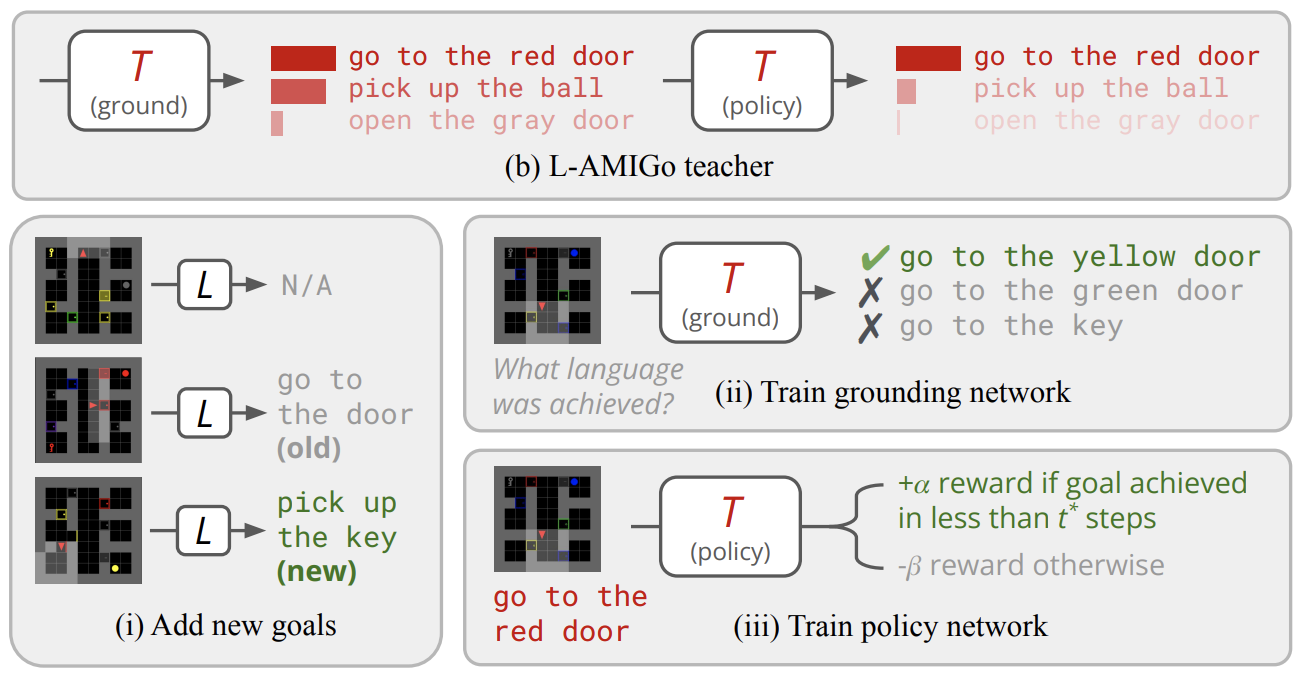 T
(ground)
go to the red door
pick up the ball
open the gray door
T
(policy)
go to the red door
pick up the ball
open the gray door
(b) L-AMIGo teacher
L
N/A
L
go to
the door
(old)
L
pick up
the key
(new)
(i) Add new goals
T
(ground)
✔ go to the yellow door
✗ go to the green door
✗ go to the key
What language
was achieved?
(ii) Train grounding network
go to the
red door
T
(policy)
+α reward if goal achieved
in less than t* steps
-β reward otherwise
(iii) Train policy network